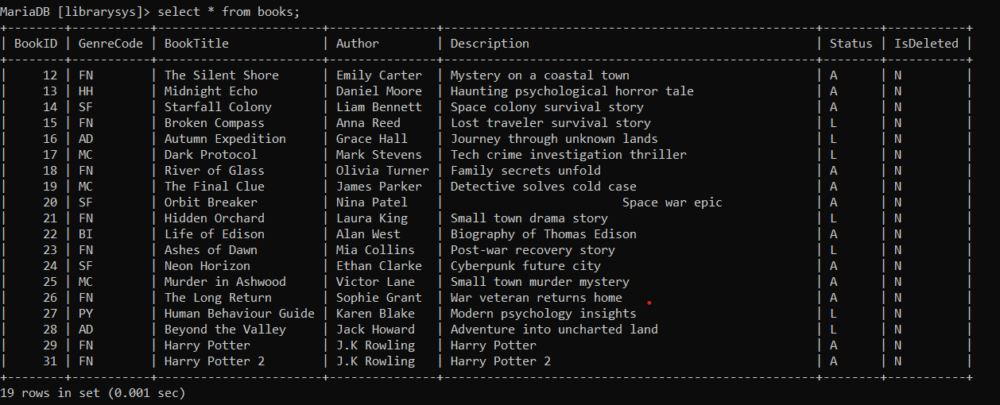 MariaDB [librarysys]> select * from books;
+--------+-----------+-----------------------+---------------+----------------------------------------------------+--------+-----------+
| BookID | GenreCode | BookTitle             | Author        | Description                                        | Status | IsDeleted |
+--------+-----------+-----------------------+---------------+----------------------------------------------------+--------+-----------+
|     12 | FN        | The Silent Shore      | Emily Carter  | Mystery on a coastal town                          | A      | N         |
|     13 | HH        | Midnight Echo         | Daniel Moore  | Haunting psychological horror tale                 | A      | N         |
|     14 | SF        | Starfall Colony       | Liam Bennett  | Space colony survival story                        | A      | N         |
|     15 | FN        | Broken Compass        | Anna Reed     | Lost traveler survival story                       | L      | N         |
|     16 | AD        | Autumn Expedition     | Grace Hall    | Journey through unknown lands                      | L      | N         |
|     17 | MC        | Dark Protocol         | Mark Stevens  | Tech crime investigation thriller                  | L      | N         |
|     18 | FN        | River of Glass        | Olivia Turner | Family secrets unfold                              | A      | N         |
|     19 | MC        | The Final Clue        | James Parker  | Detective solves cold case                         | A      | N         |
|     20 | SF        | Orbit Breaker         | Nina Patel    |                         Space war epic             | A      | N         |
|     21 | FN        | Hidden Orchard        | Laura King    | Small town drama story                             | L      | N         |
|     22 | BI        | Life of Edison        | Alan West     | Biography of Thomas Edison                         | A      | N         |
|     23 | FN        | Ashes of Dawn         | Mia Collins   | Post-war recovery story                            | L      | N         |
|     24 | SF        | Neon Horizon          | Ethan Clarke  | Cyberpunk future city                              | A      | N         |
|     25 | MC        | Murder in Ashwood     | Victor Lane   | Small town murder mystery                          | A      | N         |
|     26 | FN        | The Long Return       | Sophie Grant  | War veteran returns home                           | A      | N         |
|     27 | PY        | Human Behaviour Guide | Karen Blake   | Modern psychology insights                         | L      | N         |
|     28 | AD        | Beyond the Valley     | Jack Howard   | Adventure into uncharted land                      | L      | N         |
|     29 | FN        | Harry Potter          | J.K Rowling   | Harry Potter                                       | A      | N         |
|     31 | FN        | Harry Potter 2        | J.K Rowling   | Harry Potter 2                                     | A      | N         |
+--------+-----------+-----------------------+---------------+----------------------------------------------------+--------+-----------+
19 rows in set (0.001 sec)